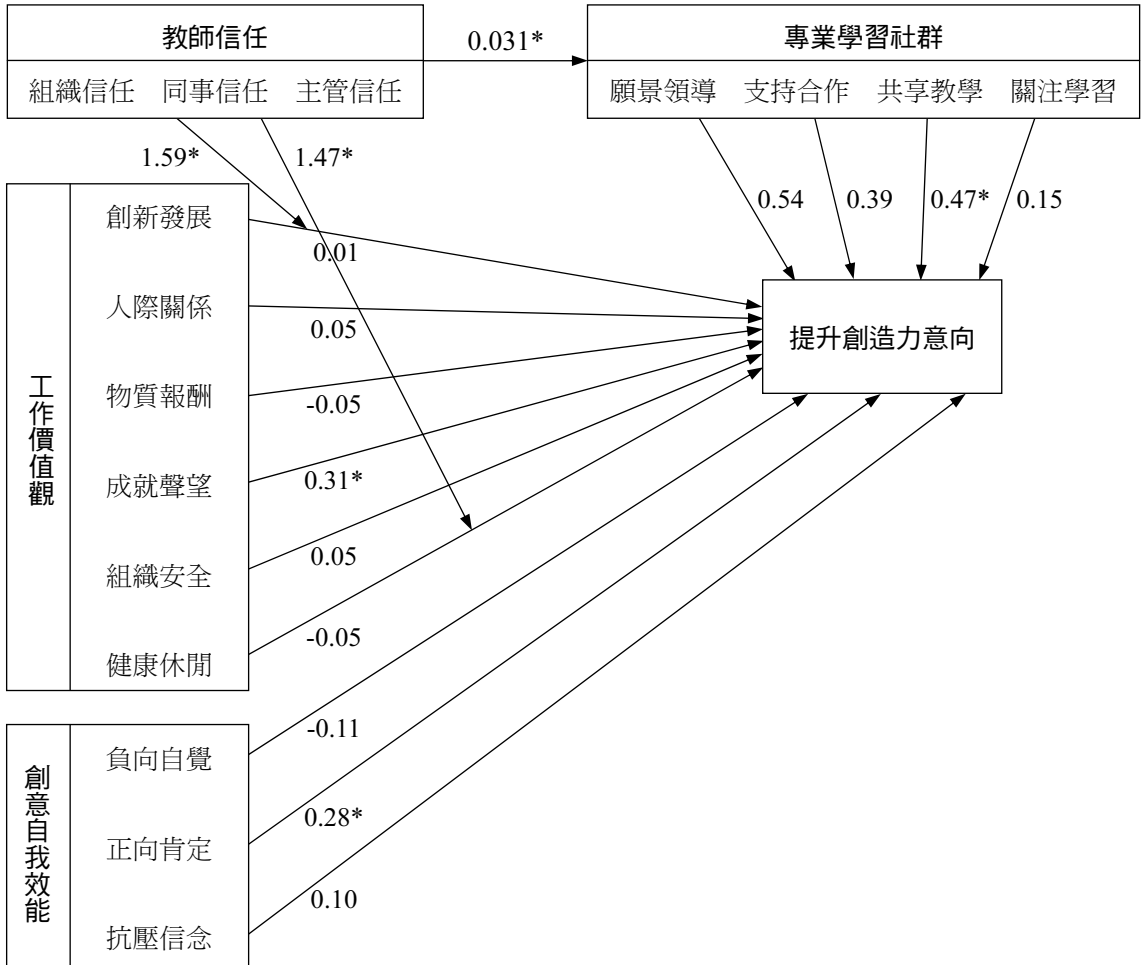 教師信任
組織信任 同事信任 主管信任
0.031*
專業學習社群
願景領導 支持合作 共享教學 關注學習
1.59*
1.47*
0.54
0.39
0.47*
0.15
工作價值觀
創新發展
0.01
人際關係
0.05
物質報酬
-0.05
成就聲望
0.31*
組織安全
0.05
健康休閒
-0.05
提升創造力意向
創意自我效能
負向自覺
-0.11
正向肯定
0.28*
抗壓信念
0.10